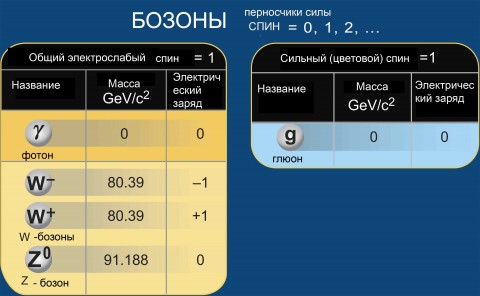 БОЗОНЫ
перносчики силы
СПИН = 0, 1, 2, ...
Общий электрослабый спин = 1
Название
Масса
GeV/c²
Электрич
еский
заряд
γ 0 0
фотон
W– 80.39 –1
W+ 80.39 +1
W -бозоны
Z⁰ 91.188 0
Z - бозон
Сильный (цветовой) спин =1
Название
Масса
GeV/c²
Электричес
кий заряд
g 0 0
глюон